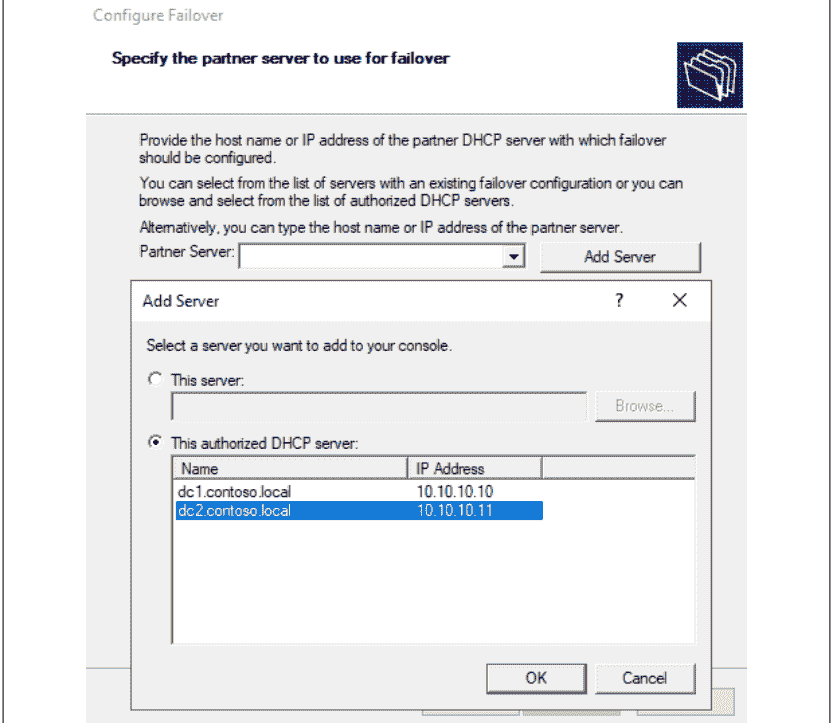 Configure Failover
Specify the partner server to use for failover
Provide the host name or IP address of the partner DHCP server with which failover
should be configured.
You can select from the list of servers with an existing failover configuration or you can
browse and select from the list of authorized DHCP servers.
Alternatively, you can type the host name or IP address of the partner server.
Partner Server: Add Server
Add Server ?
Select a server you want to add to your console.
This server:
Browse...
This authorized DHCP server:
Name IP Address
dc1.contoso.local 10.10.10.10
dc2.contoso.local 10.10.10.11
OK Cancel